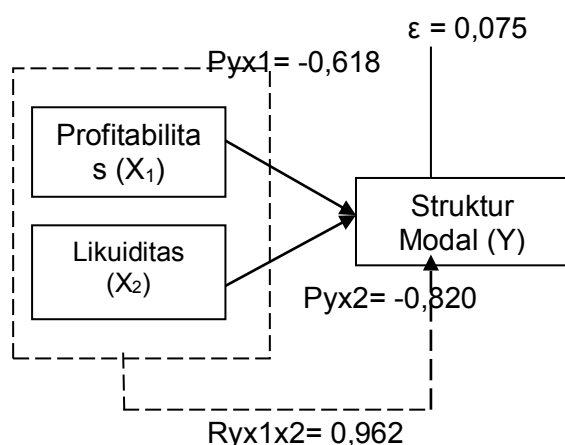 ε = 0,075
Pyx1= -0,618
Profitabilita
s (X₁)
Likuiditas
(X₂)
Struktur
Modal (Y)
Pyx2= -0,820
Ryx1x2= 0,962